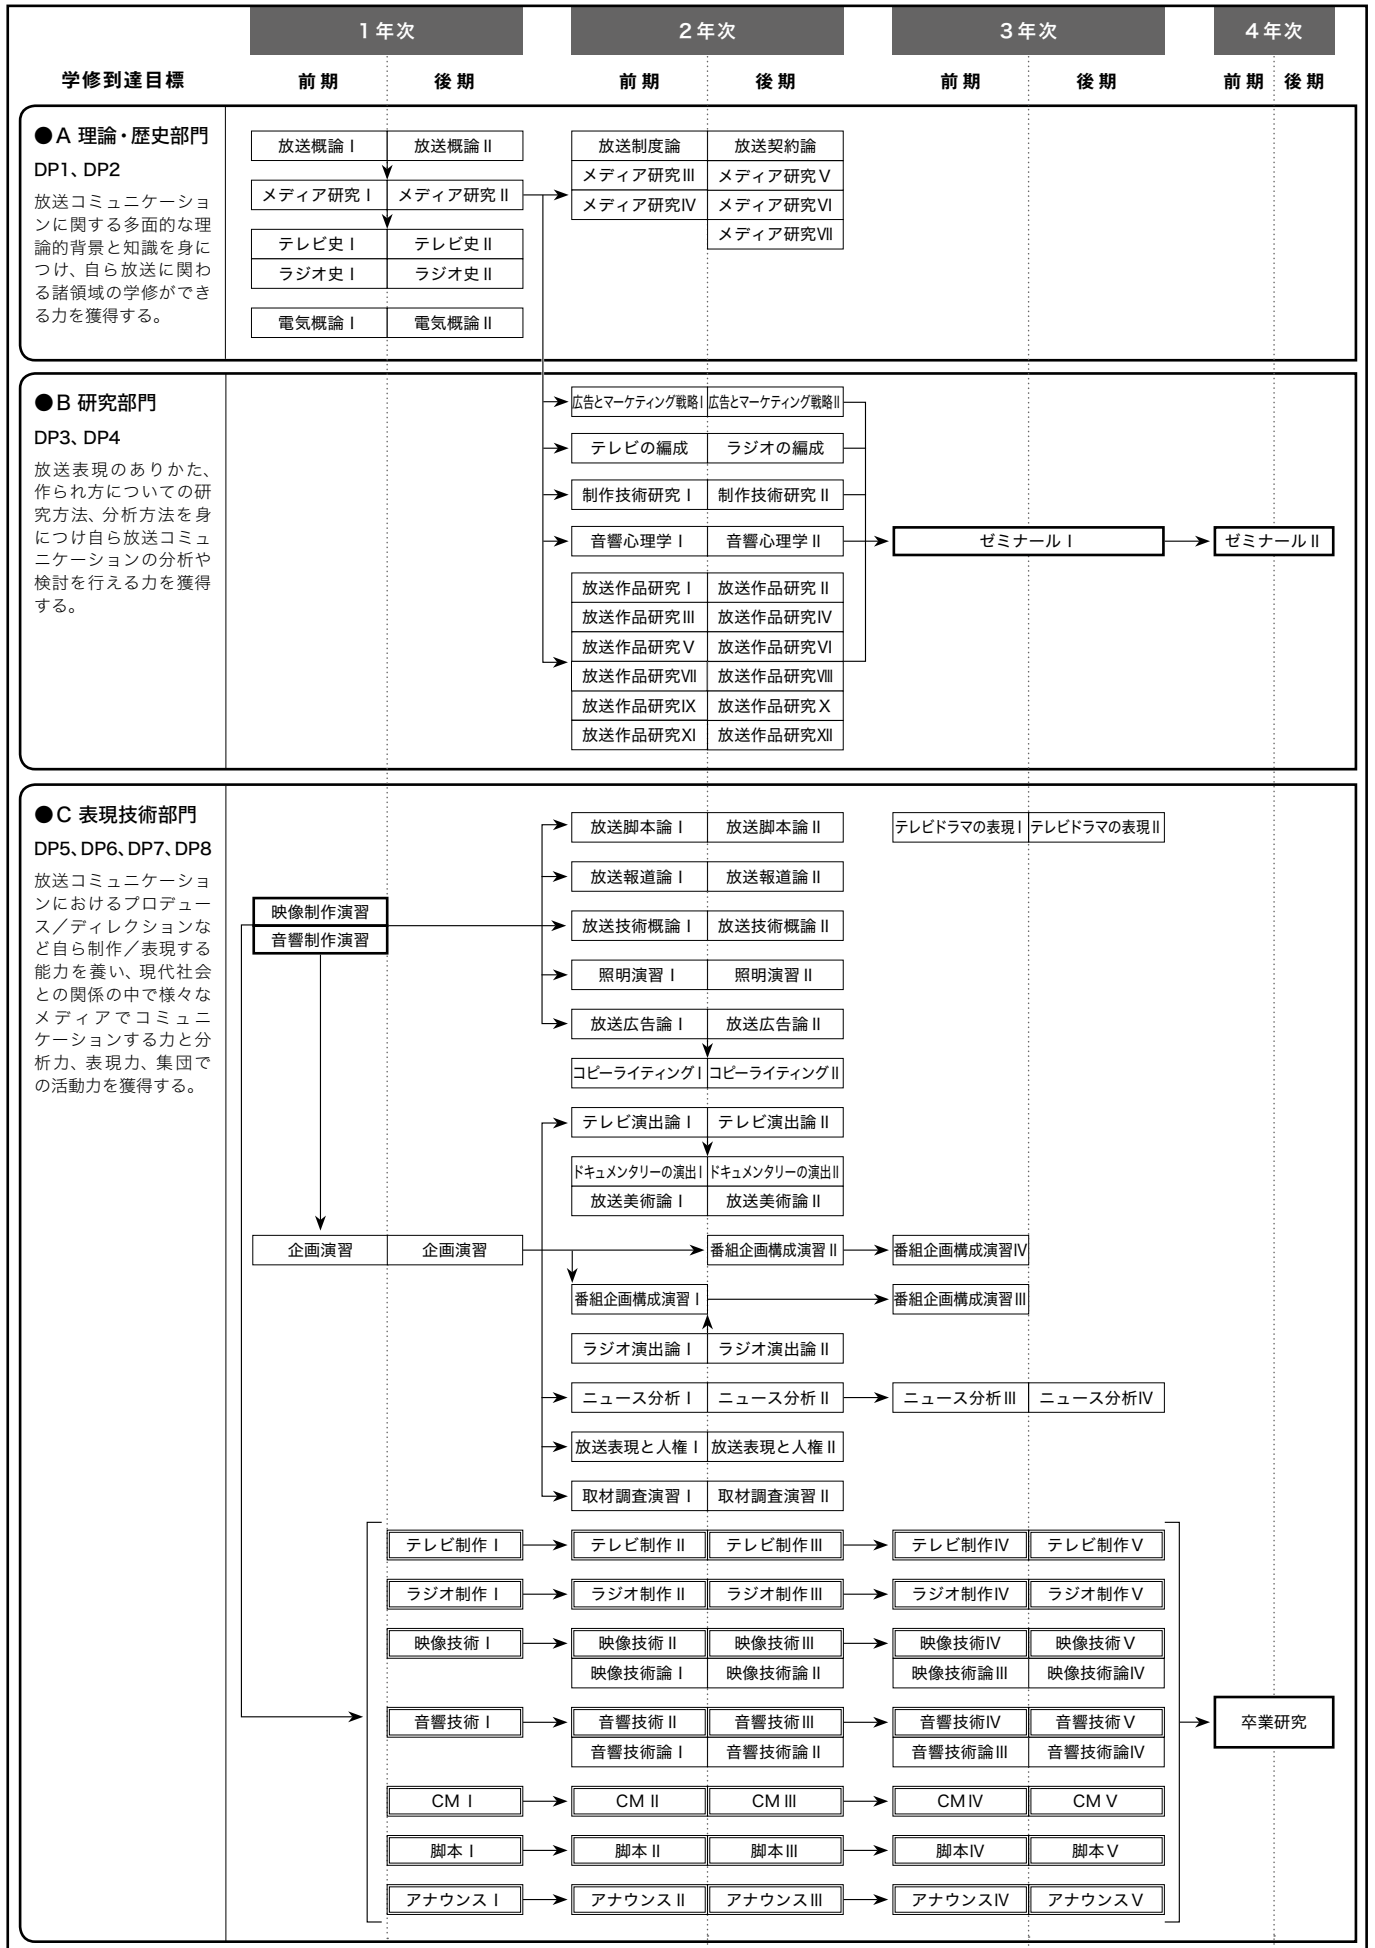 1年次 2年次 3年次 4年次
学修到達目標 前期 後期 前期 後期 前期 後期 前期 後期
●A 理論・歴史部門
DP1、DP2
放送コミュニケーショ
ンに関する多面的な理
論的背景と知識を身に
つけ、自ら放送に関わ
る諸領域の学修ができ
る力を獲得する。
放送概論Ⅰ 放送概論Ⅱ 放送制度論 放送契約論
メディア研究Ⅲ メディア研究Ⅴ
メディア研究Ⅰ メディア研究Ⅱ
メディア研究Ⅳ メディア研究Ⅵ
メディア研究Ⅶ
テレビ史Ⅰ テレビ史Ⅱ
ラジオ史Ⅰ ラジオ史Ⅱ
電気概論Ⅰ 電気概論Ⅱ
●B 研究部門
DP3、DP4
放送表現のありかた、
作られ方についての研
究方法、分析方法を身
につけ自ら放送コミュ
ニケーションの分析や
検討を行える力を獲得
する。
広告とマーケティング戦略Ⅰ 広告とマーケティング戦略Ⅱ
テレビの編成 ラジオの編成
制作技術研究Ⅰ 制作技術研究Ⅱ
音響心理学Ⅰ 音響心理学Ⅱ ゼミナールⅠ ゼミナールⅡ
放送作品研究Ⅰ 放送作品研究Ⅱ
放送作品研究Ⅲ 放送作品研究Ⅳ
放送作品研究Ⅴ 放送作品研究Ⅵ
放送作品研究Ⅶ 放送作品研究Ⅷ
放送作品研究Ⅸ 放送作品研究Ⅹ
放送作品研究Ⅺ 放送作品研究Ⅻ
●C 表現技術部門
DP5、DP6、DP7、DP8
放送コミュニケーショ
ンにおけるプロデュー
ス／ディレクションな
ど自ら制作／表現する
能力を養い、現代社会
との関係の中で様々な
メディアでコミュニ
ケーションする力と分
析力、表現力、集団で
の活動力を獲得する。
放送脚本論Ⅰ 放送脚本論Ⅱ テレビドラマの表現Ⅰ テレビドラマの表現Ⅱ
放送報道論Ⅰ 放送報道論Ⅱ
映像制作演習
放送技術概論Ⅰ 放送技術概論Ⅱ
音響制作演習
照明演習Ⅰ 照明演習Ⅱ
放送広告論Ⅰ 放送広告論Ⅱ
コピーライティングⅠ コピーライティングⅡ
テレビ演出論Ⅰ テレビ演出論Ⅱ
ドキュメンタリーの演出Ⅰ ドキュメンタリーの演出Ⅱ
放送美術論Ⅰ 放送美術論Ⅱ
企画演習 企画演習 番組企画構成演習Ⅱ 番組企画構成演習Ⅳ
番組企画構成演習Ⅰ 番組企画構成演習Ⅲ
ラジオ演出論Ⅰ ラジオ演出論Ⅱ
ニュース分析Ⅰ ニュース分析Ⅱ ニュース分析Ⅲ ニュース分析Ⅳ
放送表現と人権Ⅰ 放送表現と人権Ⅱ
取材調査演習Ⅰ 取材調査演習Ⅱ
テレビ制作Ⅰ テレビ制作Ⅱ テレビ制作Ⅲ テレビ制作Ⅳ テレビ制作Ⅴ
ラジオ制作Ⅰ ラジオ制作Ⅱ ラジオ制作Ⅲ ラジオ制作Ⅳ ラジオ制作Ⅴ
映像技術Ⅰ 映像技術Ⅱ 映像技術Ⅲ 映像技術Ⅳ 映像技術Ⅴ
映像技術論Ⅰ 映像技術論Ⅱ 映像技術論Ⅲ 映像技術論Ⅳ
音響技術Ⅰ 音響技術Ⅱ 音響技術Ⅲ 音響技術Ⅳ 音響技術Ⅴ 卒業研究
音響技術論Ⅰ 音響技術論Ⅱ 音響技術論Ⅲ 音響技術論Ⅳ
CMⅠ CMⅡ CMⅢ CMⅣ CMⅤ
脚本Ⅰ 脚本Ⅱ 脚本Ⅲ 脚本Ⅳ 脚本Ⅴ
アナウンスⅠ アナウンスⅡ アナウンスⅢ アナウンスⅣ アナウンスⅤ